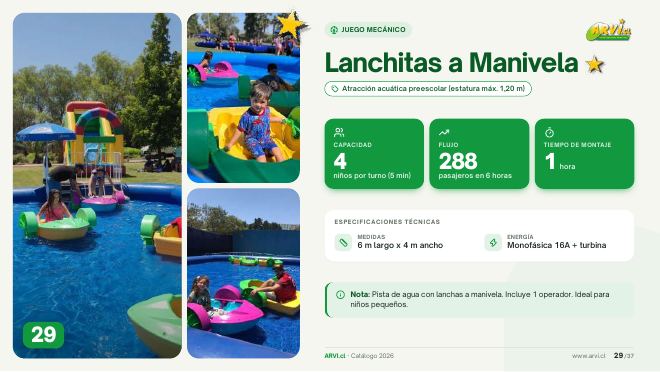 JUEGO MECÁNICO
ARVI.cl
Lanchitas a Manivela
Atracción acuática preescolar (estatura máx. 1,20 m)
CAPACIDAD
4
niños por turno (5 min)
FLUJO
288
pasajeros en 6 horas
TIEMPO DE MONTAJE
1 hora
ESPECIFICACIONES TÉCNICAS
MEDIDAS
6 m largo x 4 m ancho
ENERGÍA
Monofásica 16A + turbina
Nota: Pista de agua con lanchas a manivela. Incluye 1 operador. Ideal para
niños pequeños.
29
ARVI.cl · Catálogo 2026
www.arvi.cl
29/37